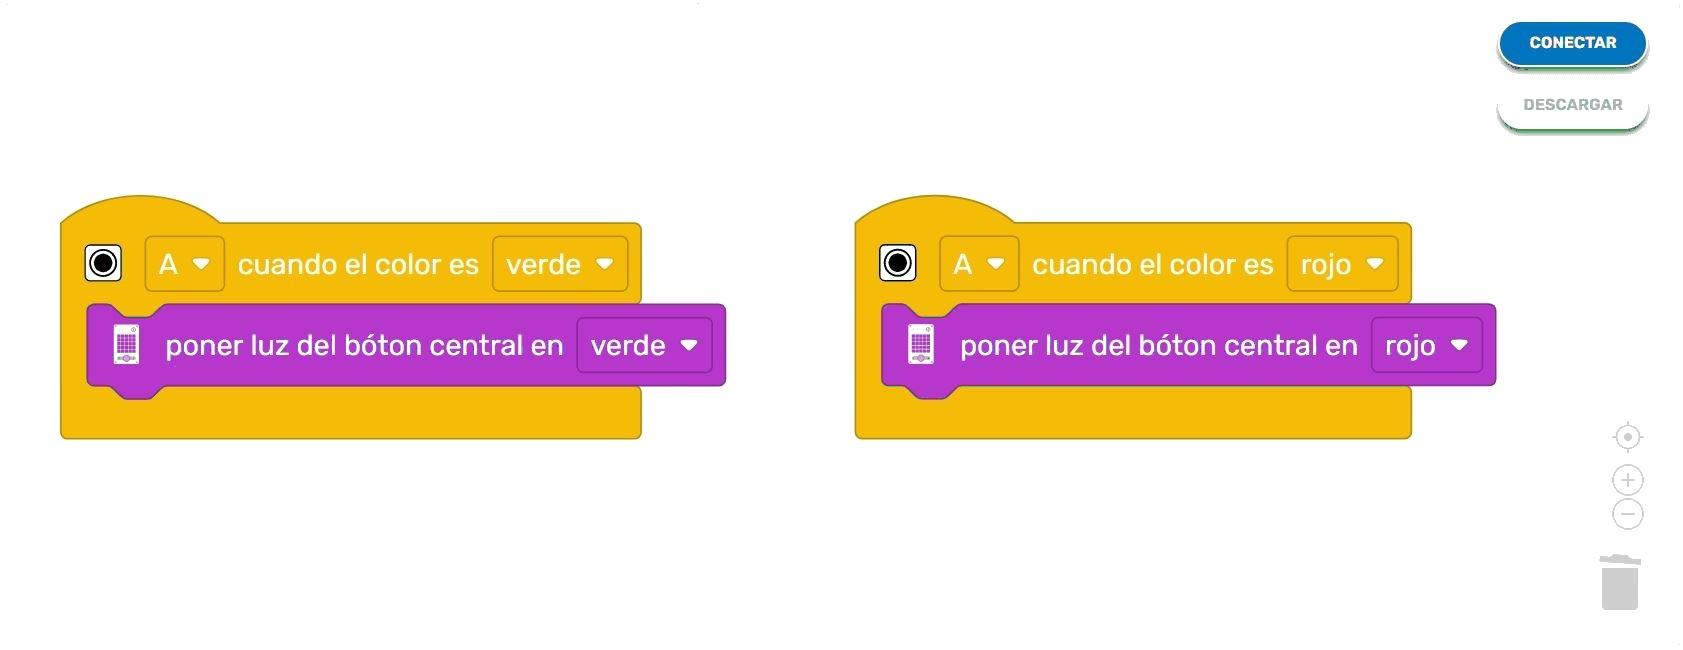 CONECTAR
DESCARGAR
A cuando el color es verde
poner luz del bóton central en verde
A cuando el color es rojo
poner luz del bóton central en rojo